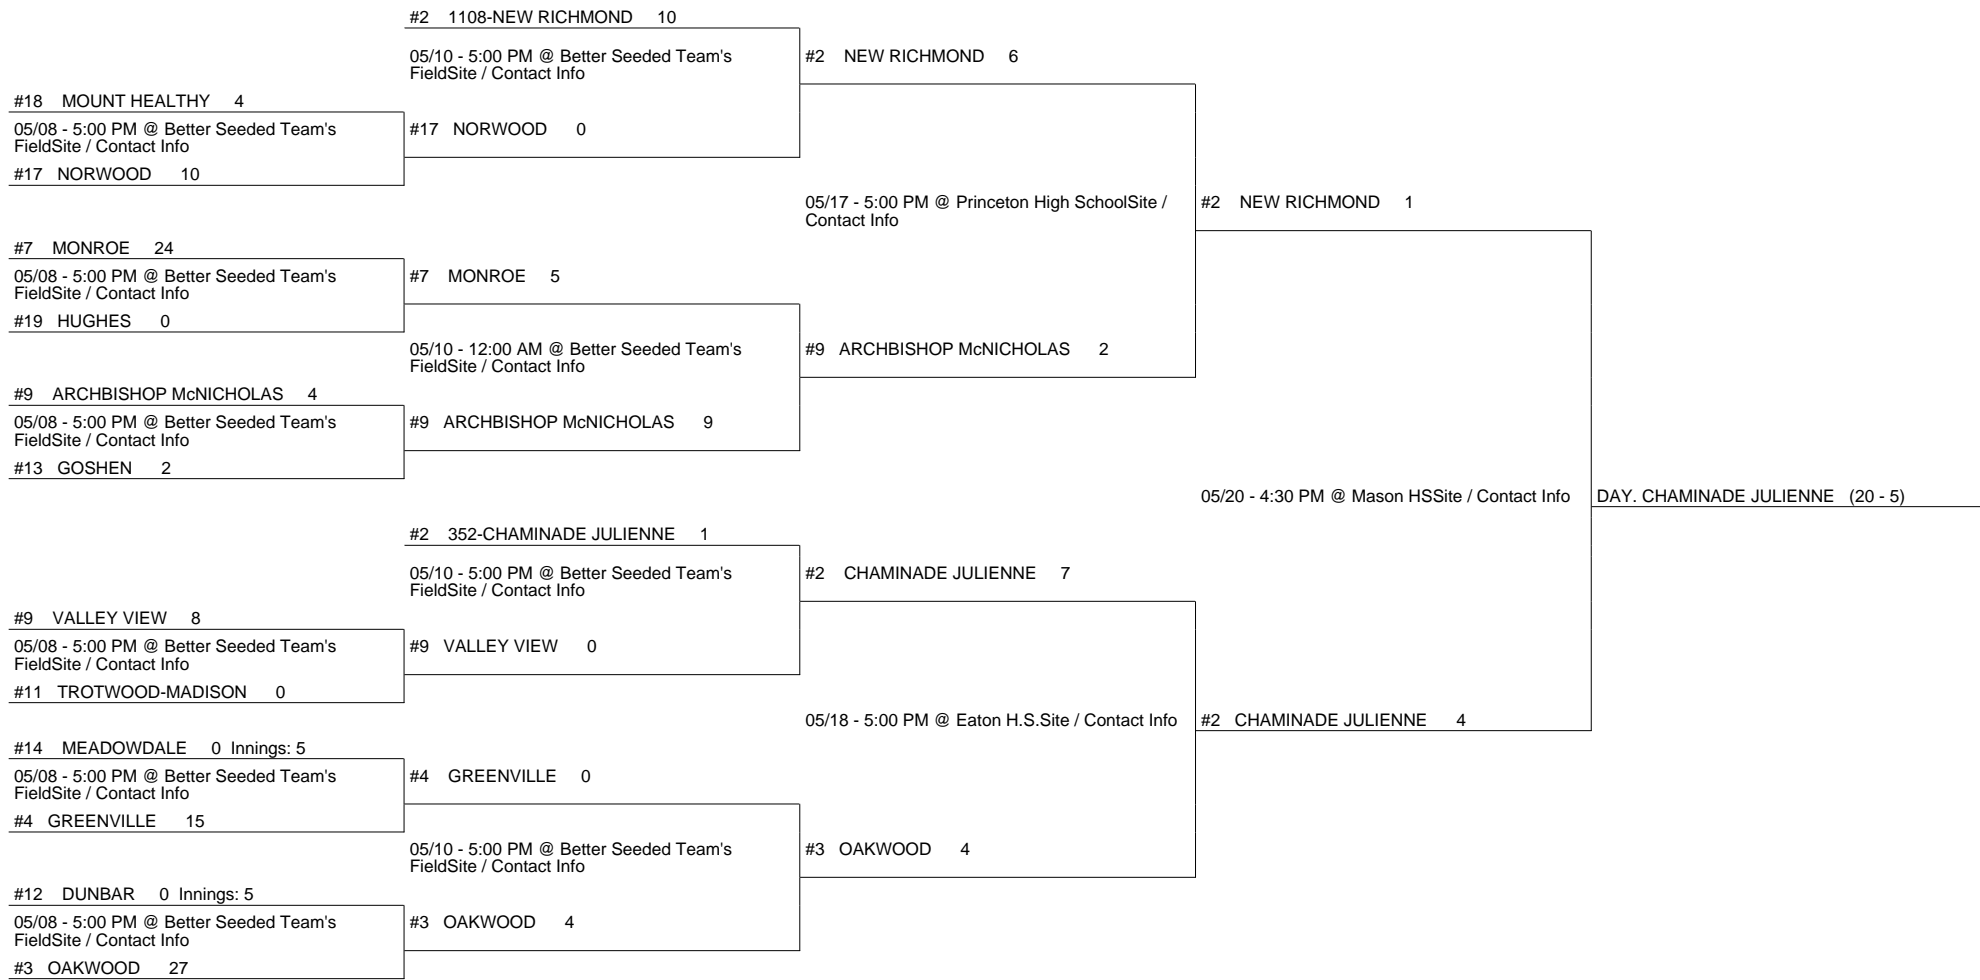 #2 1108-NEW RICHMOND 10
05/10 - 5:00 PM @ Better Seeded Team's
FieldSite / Contact Info
#2 NEW RICHMOND 6
#18 MOUNT HEALTHY 4
05/08 - 5:00 PM @ Better Seeded Team's
FieldSite / Contact Info
#17 NORWOOD 0
#17 NORWOOD 10
05/17 - 5:00 PM @ Princeton High SchoolSite /
Contact Info
#2 NEW RICHMOND 1
#7 MONROE 24
05/08 - 5:00 PM @ Better Seeded Team's
FieldSite / Contact Info
#7 MONROE 5
#19 HUGHES 0
05/10 - 12:00 AM @ Better Seeded Team's
FieldSite / Contact Info
#9 ARCHBISHOP McNICHOLAS 2
#9 ARCHBISHOP McNICHOLAS 4
05/08 - 5:00 PM @ Better Seeded Team's
FieldSite / Contact Info
#9 ARCHBISHOP McNICHOLAS 9
#13 GOSHEN 2
05/20 - 4:30 PM @ Mason HSSite / Contact Info
DAY. CHAMINADE JULIENNE (20 - 5)
#2 352-CHAMINADE JULIENNE 1
05/10 - 5:00 PM @ Better Seeded Team's
FieldSite / Contact Info
#2 CHAMINADE JULIENNE 7
#9 VALLEY VIEW 8
05/08 - 5:00 PM @ Better Seeded Team's
FieldSite / Contact Info
#9 VALLEY VIEW 0
#11 TROTWOOD-MADISON 0
05/18 - 5:00 PM @ Eaton H.S.Site / Contact Info
#2 CHAMINADE JULIENNE 4
#14 MEADOWDALE 0 Innings: 5
05/08 - 5:00 PM @ Better Seeded Team's
FieldSite / Contact Info
#4 GREENVILLE 0
#4 GREENVILLE 15
05/10 - 5:00 PM @ Better Seeded Team's
FieldSite / Contact Info
#3 OAKWOOD 4
#12 DUNBAR 0 Innings: 5
05/08 - 5:00 PM @ Better Seeded Team's
FieldSite / Contact Info
#3 OAKWOOD 4
#3 OAKWOOD 27